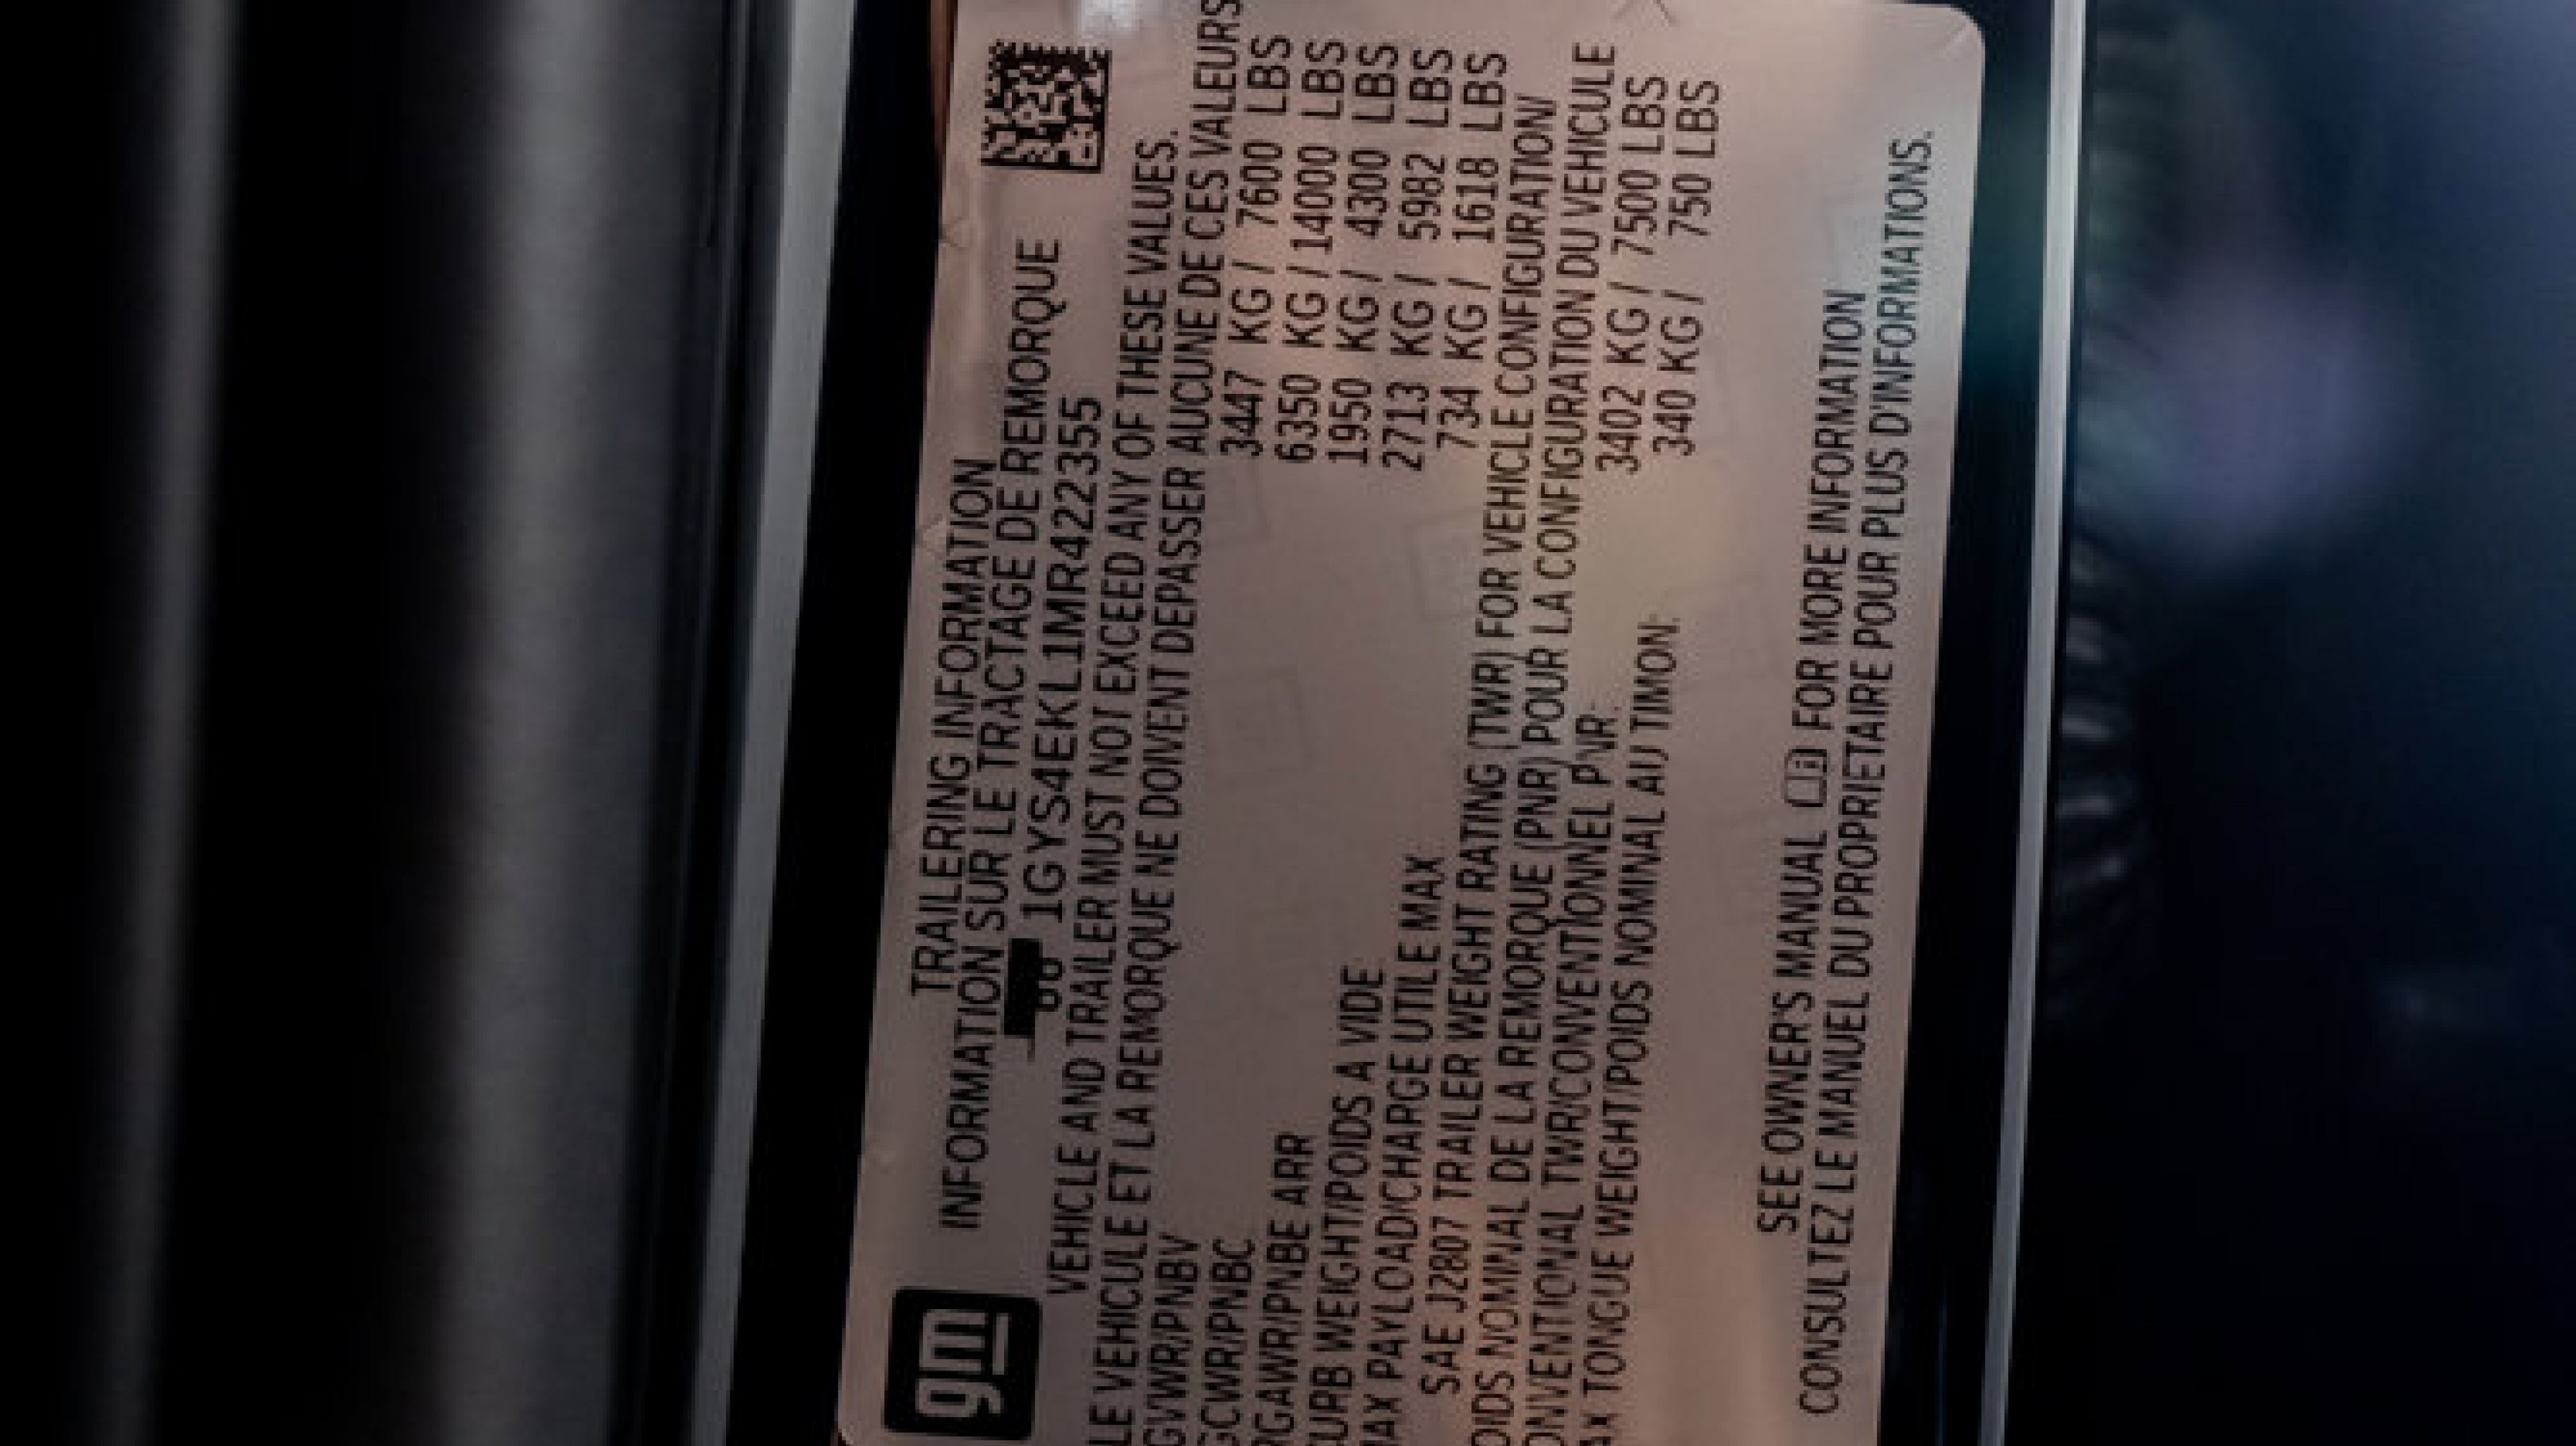 gm
TRAILERING INFORMATION
INFORMATION SUR LE TRACTAGE DE REMORQUE
1GYS4EKL1MR422355
VEHICLE AND TRAILER MUST NOT EXCEED ANY OF THESE VALUES.
LE VEHICULE ET LA REMORQUE NE DOIVENT DEPASSER AUCUNE DE CES VALEURS
GVWR/PNBV 3447 KG / 7600 LBS
GCWR/PNBC 6350 KG / 14000 LBS
RGAWR/PNBE ARR 1950 KG / 4300 LBS
CURB WEIGHT/POIDS A VIDE 2713 KG / 5982 LBS
MAX PAYLOAD/CHARGE UTILE MAX 734 KG / 1618 LBS
SAE J2807 TRAILER WEIGHT RATING (TWR) FOR VEHICLE CONFIGURATION
POIDS NOMINAL DE LA REMORQUE (PNR) POUR LA CONFIGURATION DU VEHICULE
CONVENTIONAL TWR/CONVENTIONNEL PNR: 3402 KG / 7500 LBS
MAX TONGUE WEIGHT/POIDS NOMINAL AU TIMON: 340 KG / 750 LBS
SEE OWNER'S MANUAL FOR MORE INFORMATION
CONSULTEZ LE MANUEL DU PROPRIETAIRE POUR PLUS D'INFORMATIONS.